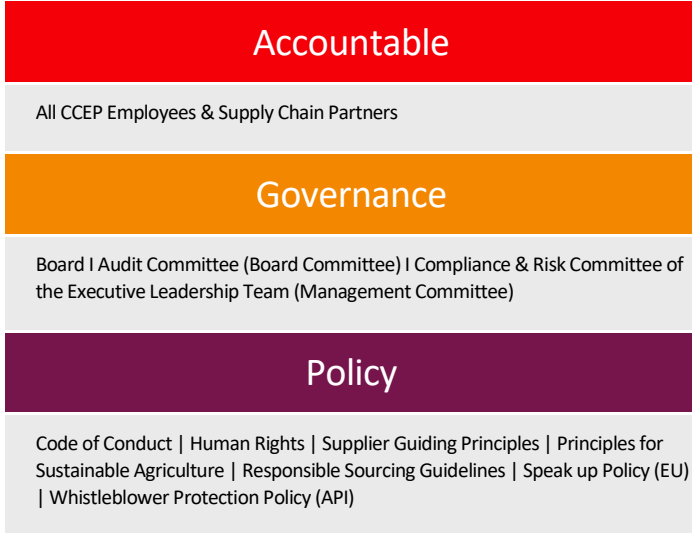 Accountable
All CCEP Employees & Supply Chain Partners
Governance
Board I Audit Committee (Board Committee) I Compliance & Risk Committee of
the Executive Leadership Team (Management Committee)
Policy
Code of Conduct | Human Rights | Supplier Guiding Principles | Principles for
Sustainable Agriculture | Responsible Sourcing Guidelines | Speak up Policy (EU)
| Whistleblower Protection Policy (API)